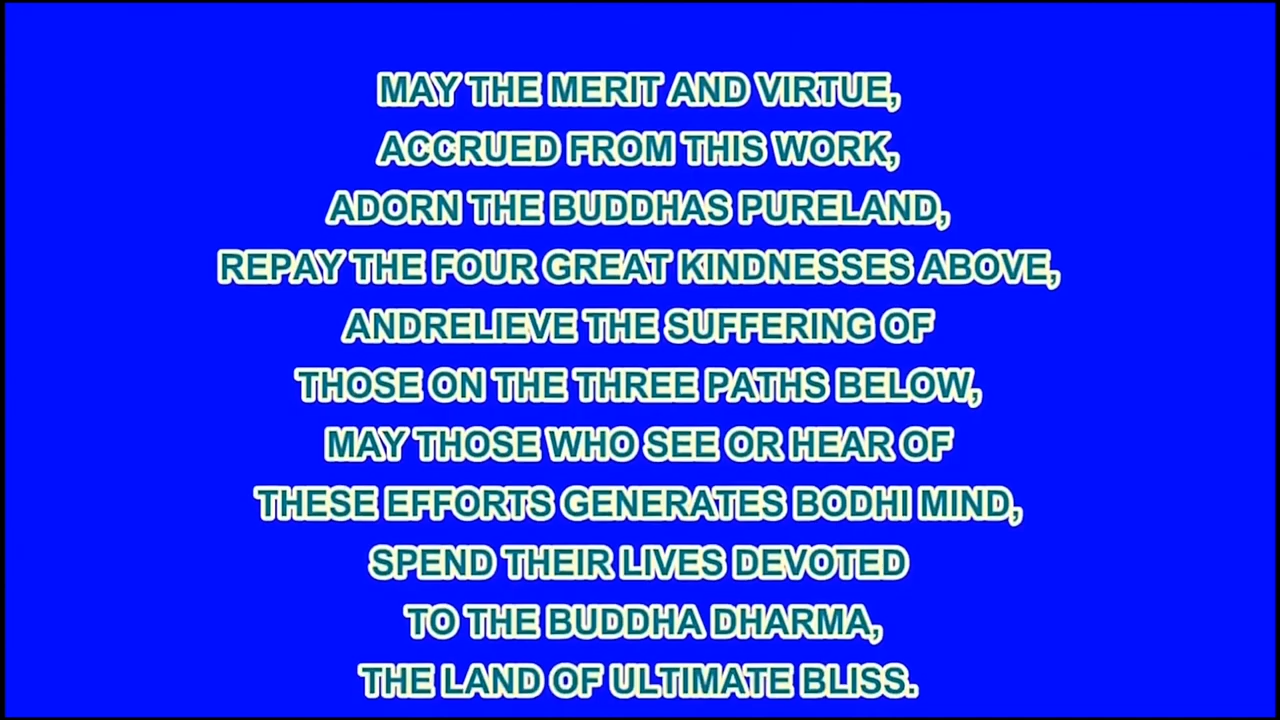 MAY THE MERIT AND VIRTUE,
ACCRUED FROM THIS WORK,
ADORN THE BUDDHAS PURELAND,
REPAY THE FOUR GREAT KINDNESSES ABOVE,
ANDRELIEVE THE SUFFERING OF
THOSE ON THE THREE PATHS BELOW,
MAY THOSE WHO SEE OR HEAR OF
THESE EFFORTS GENERATES BODHI MIND,
SPEND THEIR LIVES DEVOTED
TO THE BUDDHA DHARMA,
THE LAND OF ULTIMATE BLISS.